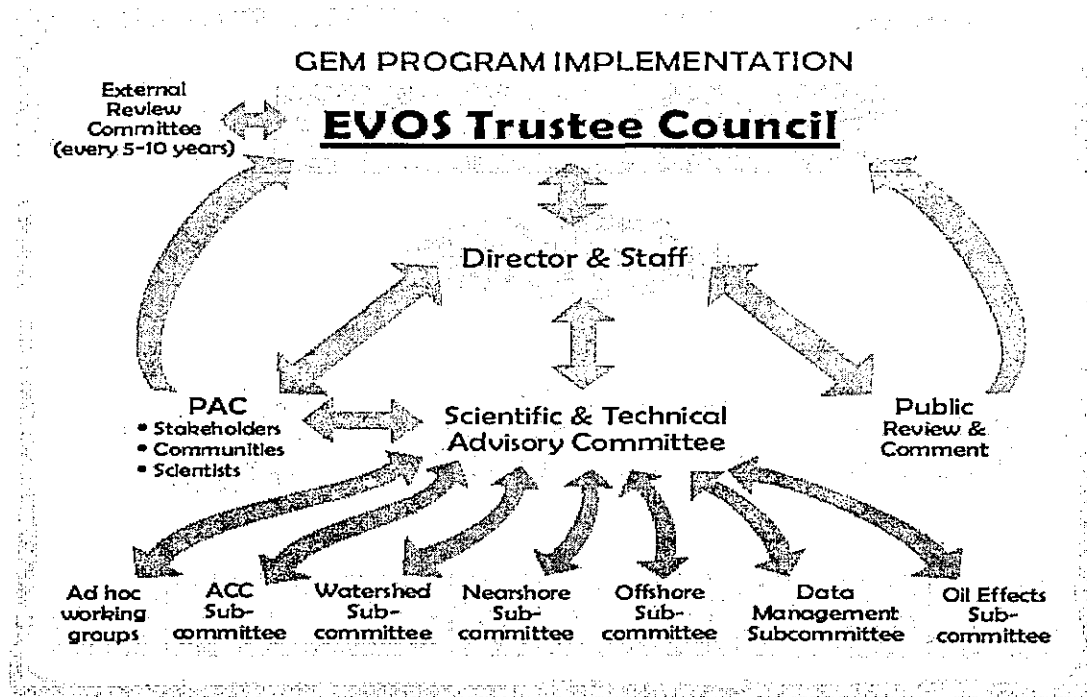 GEM PROGRAM IMPLEMENTATION
External
Review
Committee
(every 5-10 years)
EVOS Trustee Council
Director & Staff
PAC
• Stakeholders
• Communities
• Scientists
Scientific & Technical
Advisory Committee
Public
Review &
Comment
Ad hoc
working
groups
ACC
Sub-
committee
Watershed
Sub-
committee
Nearshore
Sub-
committee
Offshore
Sub-
committee
Data
Management
Subcommittee
Oil Effects
Sub-
committee